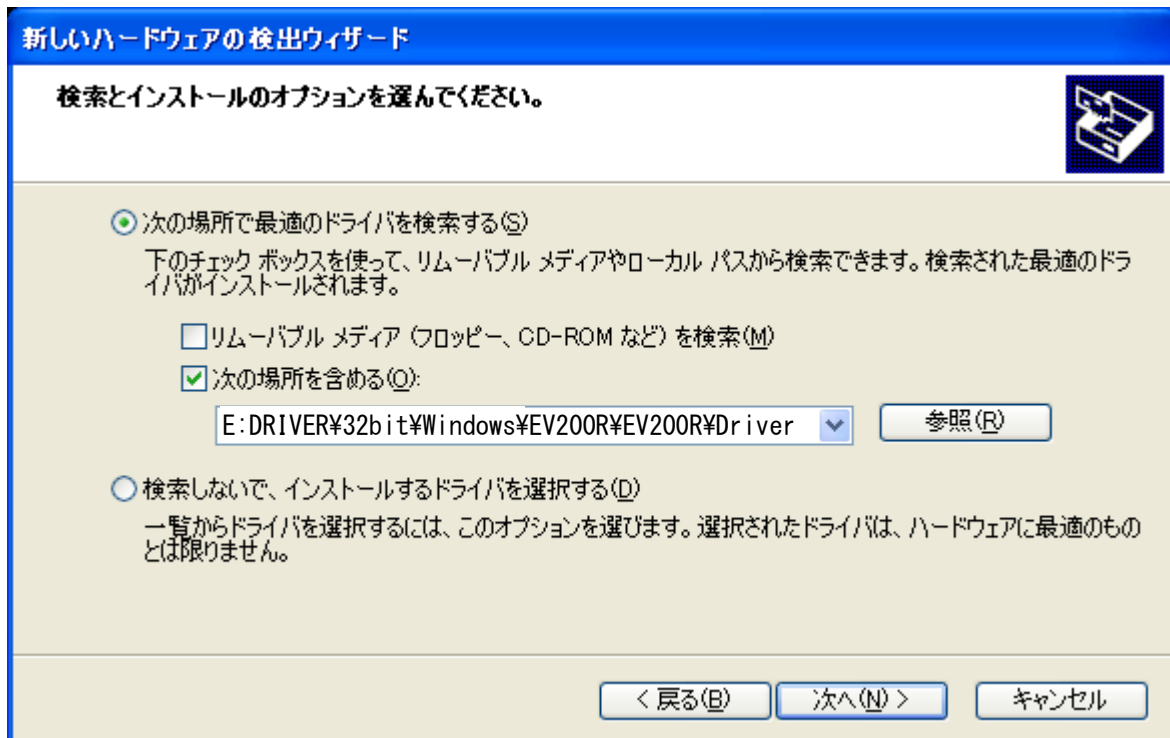 新しいハードウェアの検出ウィザード
検索とインストールのオプションを選んでください。
次の場所で最適のドライバを検索する(S)
下のチェック ボックスを使って、リムーバブル メディアやローカル パスから検索できます。検索された最適のドラ
イバがインストールされます。
リムーバブル メディア (フロッピー、CD-ROM など) を検索(M)
次の場所を含める(O):
E:DRIVER¥32bit¥Windows¥EV200R¥EV200R¥Driver
参照(R)
検索しないで、インストールするドライバを選択する(D)
一覧からドライバを選択するには、このオプションを選びます。選択されたドライバは、ハードウェアに最適のもの
とは限りません。
< 戻る(B)
次へ(N) >
キャンセル